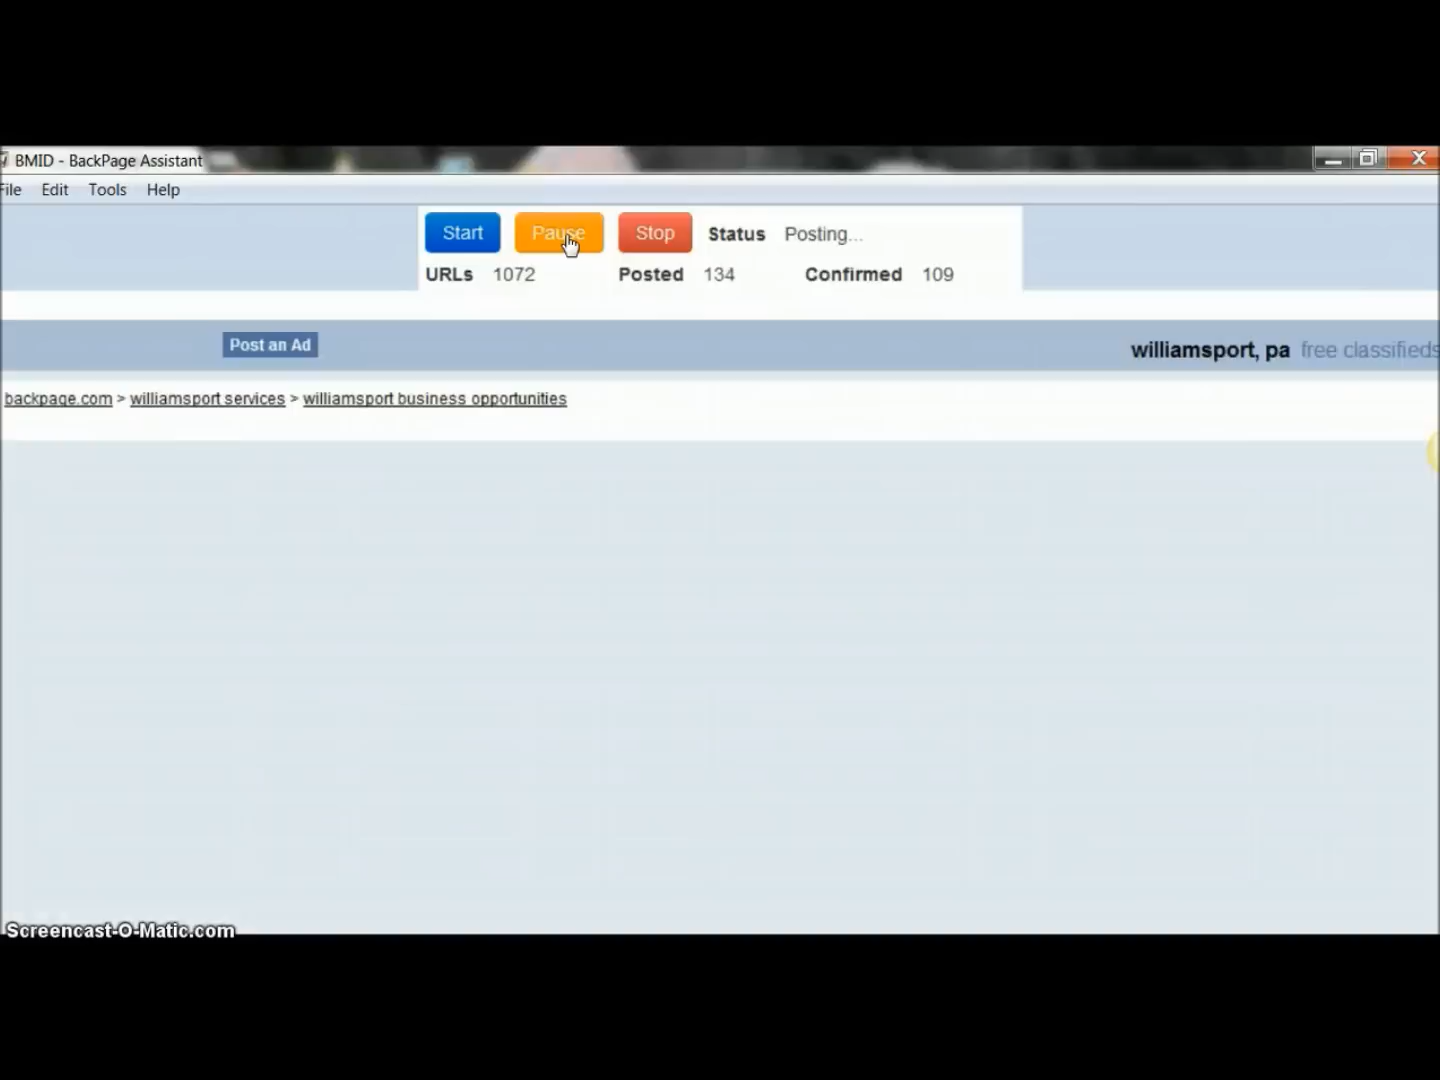 BMID - BackPage Assistant
File Edit Tools Help
Start Pause Stop Status Posting...
URLs 1072 Posted 134 Confirmed 109
Post an Ad williamsport, pa free classifieds
backpage.com > williamsport services > williamsport business opportunities
Screencast-O-Matic.com